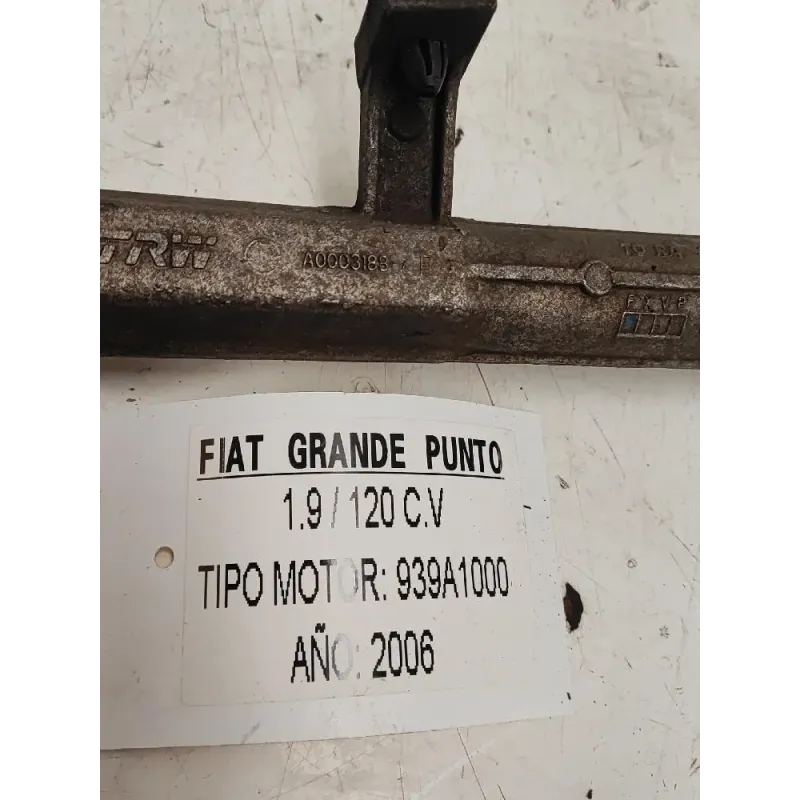 TRW
A0003183
F X V P
FIAT GRANDE PUNTO
1.9 / 120 C.V
TIPO MOTOR: 939A1000
AÑO: 2006